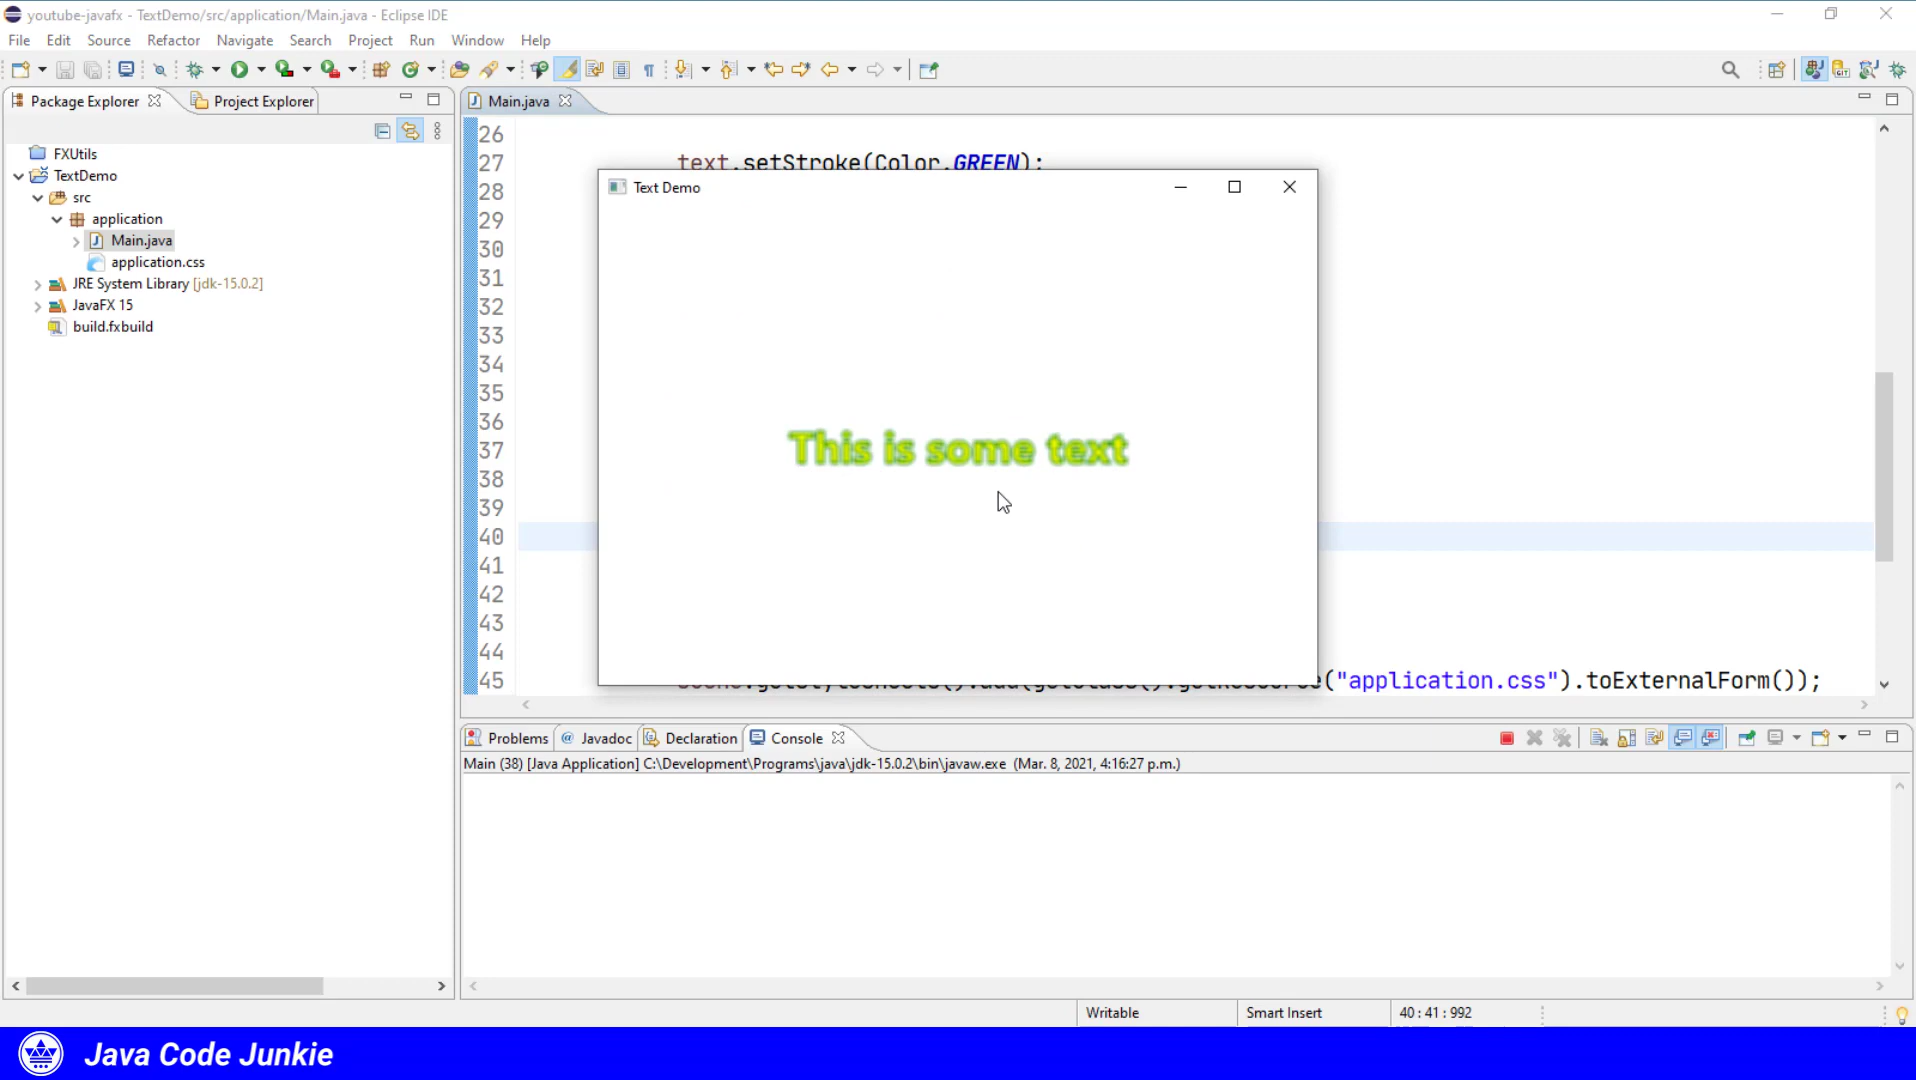 youtube-javafx - TextDemo/src/application/Main.java - Eclipse IDE
File Edit Source Refactor Navigate Search Project Run Window Help
Package Explorer Project Explorer
Main.java
FXUtils
TextDemo
src
application
Main.java
application.css
JRE System Library [jdk-15.0.2]
JavaFX 15
build.fxbuild
26
27 text.setStroke(Color.GREEN);
28
29
30
31
32
33
34
35
36
37
38
39
40
41
42
43
44
45 scene.getStylesheets().add(getClass().getResource("application.css").toExternalForm());
Text Demo
This is some text
Problems @ Javadoc Declaration Console
Main (38) [Java Application] C:\Development\Programs\java\jdk-15.0.2\bin\javaw.exe (Mar. 8, 2021, 4:16:27 p.m.)
Writable Smart Insert 40 : 41 : 992
Java Code Junkie